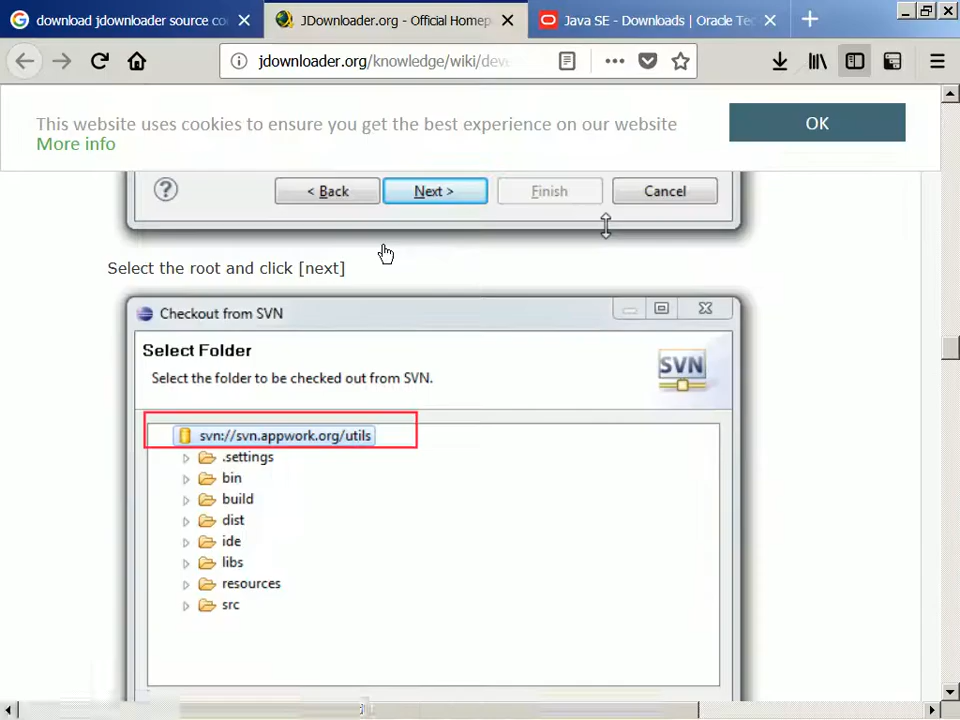 download jdownloader source co
JDownloader.org - Official Homep
Java SE - Downloads | Oracle Tec
jdownloader.org/knowledge/wiki/deve
This website uses cookies to ensure you get the best experience on our website
More info
OK
< Back
Next >
Finish
Cancel
Select the root and click [next]
Checkout from SVN
Select Folder
Select the folder to be checked out from SVN.
SVN
svn://svn.appwork.org/utils
.settings
bin
build
dist
ide
libs
resources
src